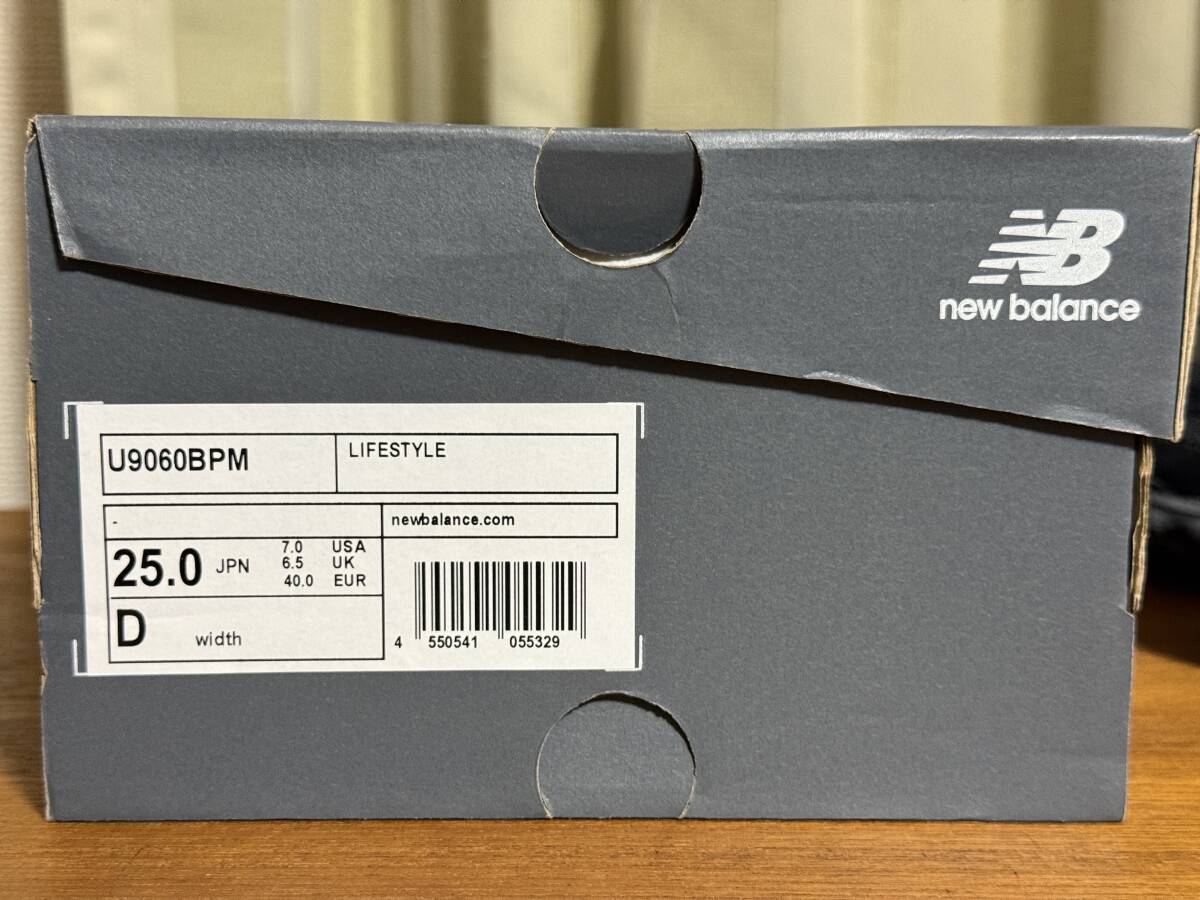 NB
new balance
U9060BPM
LIFESTYLE
-
newbalance.com
25.0 JPN
7.0 USA
6.5 UK
40.0 EUR
D width
4 550541 055329